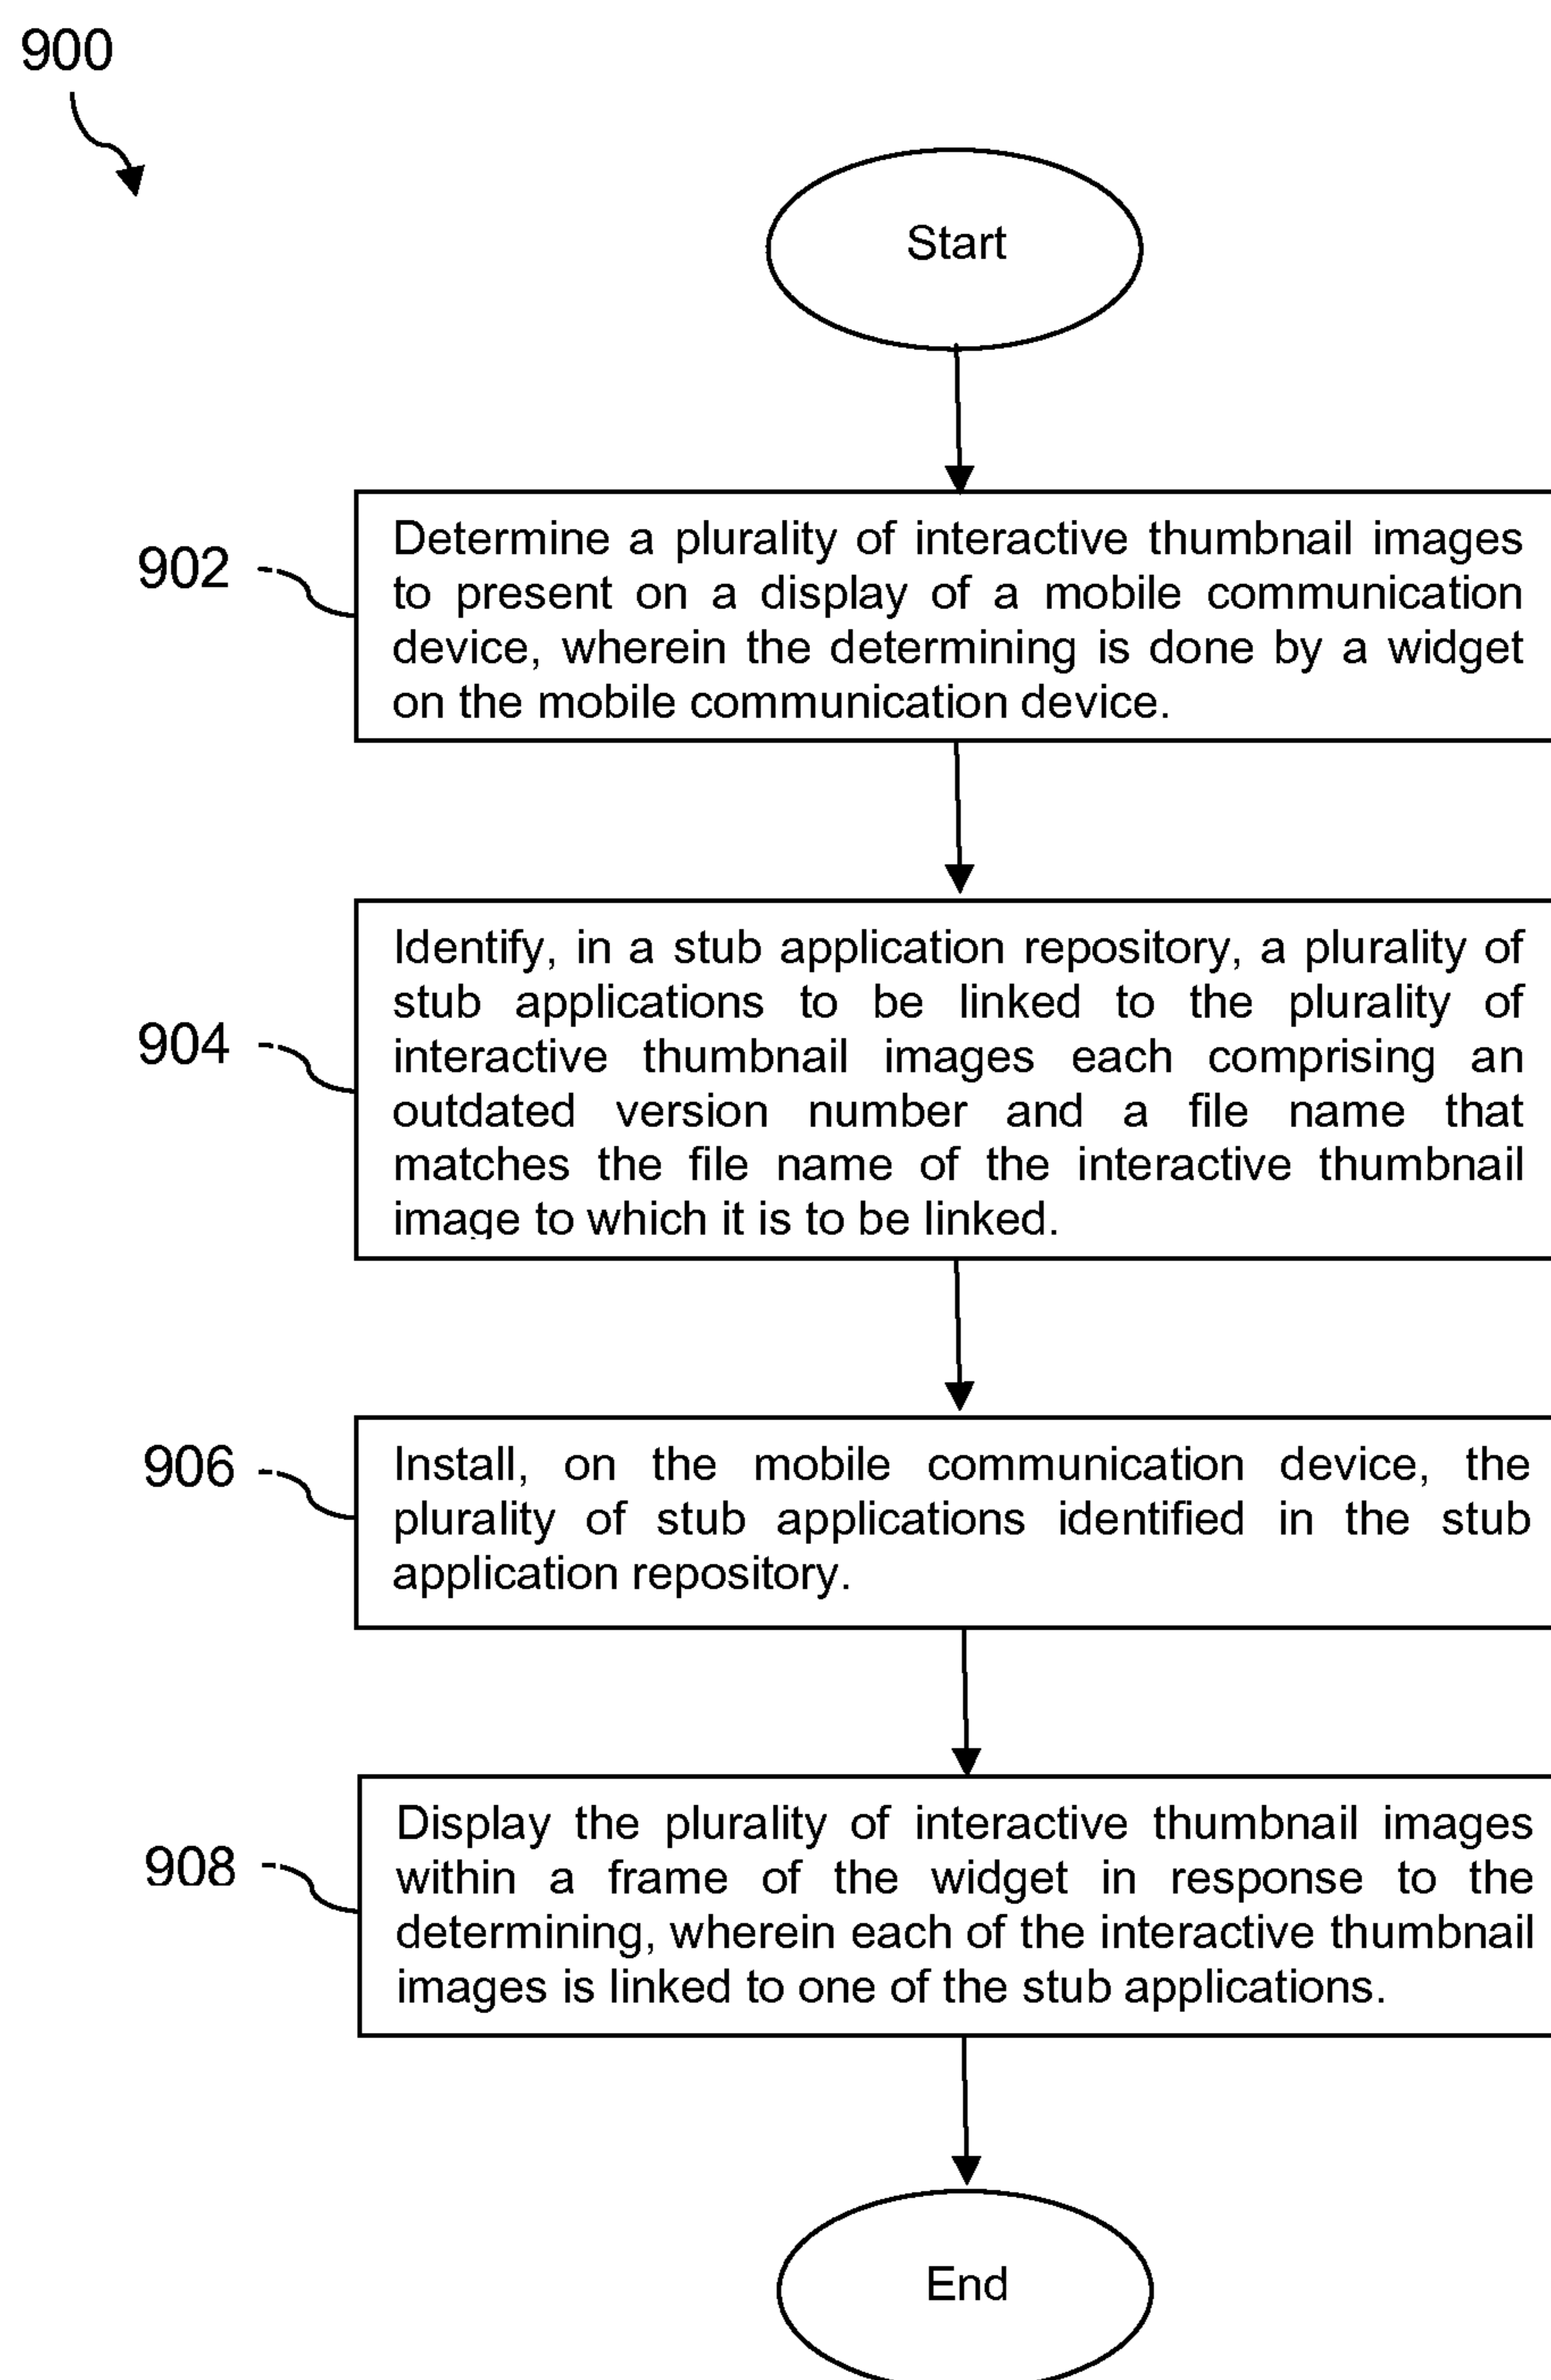 900
Start
902
Determine a plurality of interactive thumbnail images
to present on a display of a mobile communication
device, wherein the determining is done by a widget
on the mobile communication device.
904
Identify, in a stub application repository, a plurality of
stub applications to be linked to the plurality of
interactive thumbnail images each comprising an
outdated version number and a file name that
matches the file name of the interactive thumbnail
image to which it is to be linked.
906
Install, on the mobile communication device, the
plurality of stub applications identified in the stub
application repository.
908
Display the plurality of interactive thumbnail images
within a frame of the widget in response to the
determining, wherein each of the interactive thumbnail
images is linked to one of the stub applications.
End